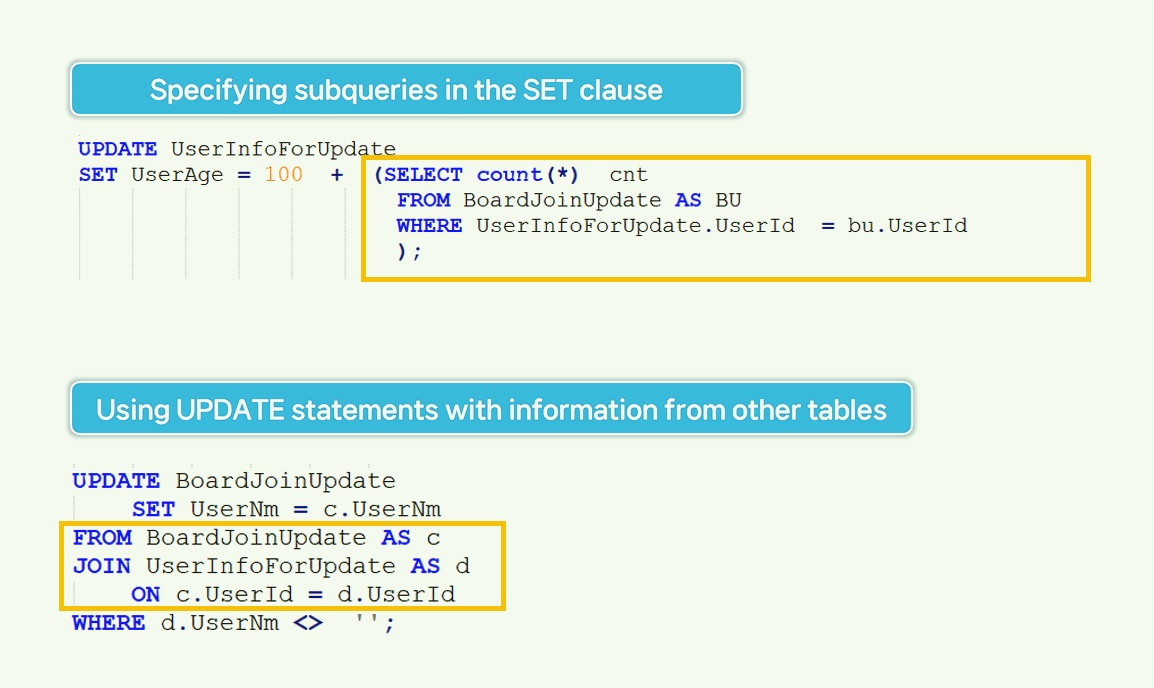 Specifying subqueries in the SET clause
UPDATE UserInfoForUpdate
SET UserAge = 100 + (SELECT count(*) cnt
FROM BoardJoinUpdate AS BU
WHERE UserInfoForUpdate.UserId = bu.UserId
);
Using UPDATE statements with information from other tables
UPDATE BoardJoinUpdate
SET UserNm = c.UserNm
FROM BoardJoinUpdate AS c
JOIN UserInfoForUpdate AS d
ON c.UserId = d.UserId
WHERE d.UserNm <> '';